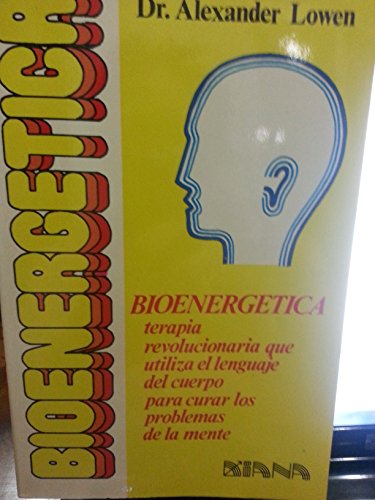 Dr. Alexander Lowen
BIOENERGETICA
BIOENERGETICA
terapia
revolucionaria que
utiliza el lenguaje
del cuerpo
para curar los
problemas
de la mente
DIANA